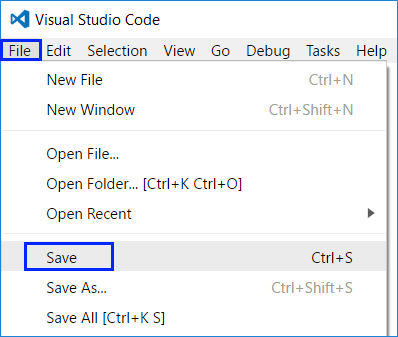 Visual Studio Code
File Edit Selection View Go Debug Tasks Help
New File Ctrl+N
New Window Ctrl+Shift+N
Open File...
Open Folder... [Ctrl+K Ctrl+O]
Open Recent
Save Ctrl+S
Save As... Ctrl+Shift+S
Save All [Ctrl+K S]